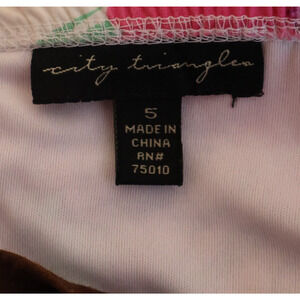 city triangles
5
MADE IN
CHINA
RN#
75010